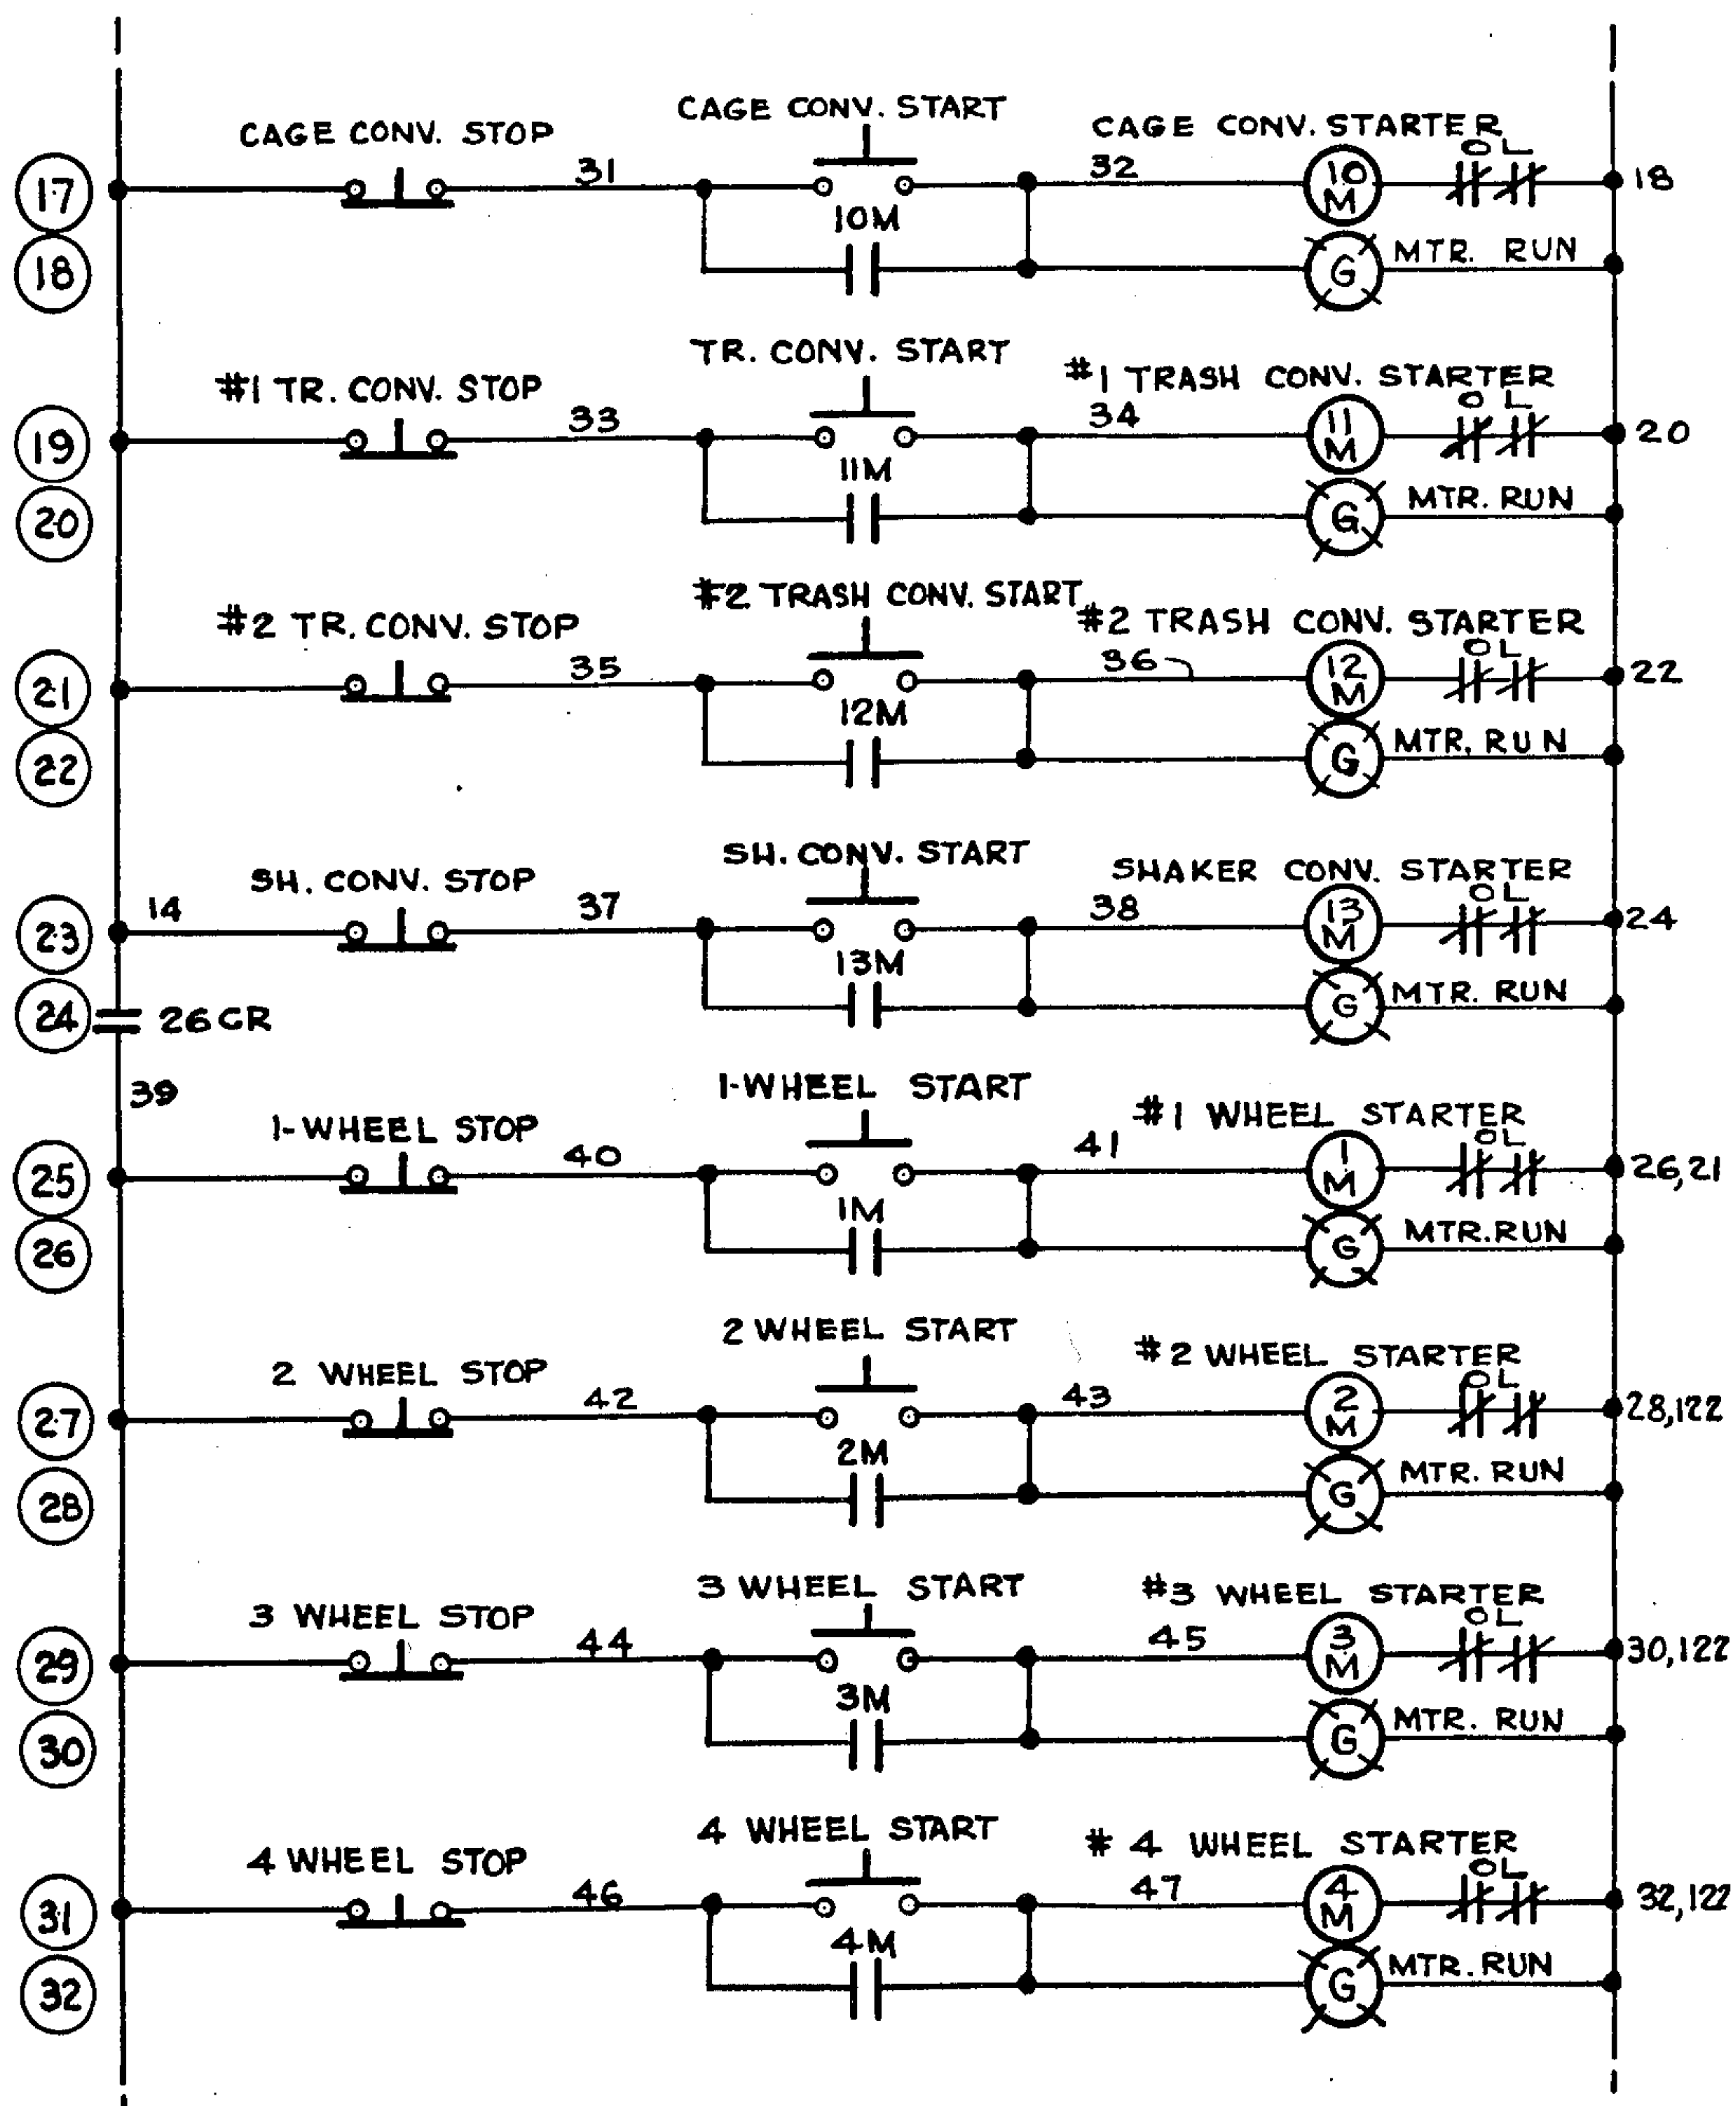 CAGE CONV. START
CAGE CONV. STOP
CAGE CONV. STARTER
OL
17
31
32
10 M
18
10M
18
G
MTR. RUN
TR. CONV. START
#1 TR. CONV. STOP
#1 TRASH CONV. STARTER
OL
19
33
34
11 M
20
11M
20
G
MTR. RUN
#2 TRASH CONV. START
#2 TR. CONV. STOP
#2 TRASH CONV. STARTER
OL
21
35
36
12 M
22
12M
22
G
MTR. RUN
SH. CONV. START
SH. CONV. STOP
SHAKER CONV. STARTER
OL
23
14
37
38
13 M
24
13M
24
26CR
G
MTR. RUN
39
1-WHEEL START
1-WHEEL STOP
#1 WHEEL STARTER
OL
25
40
41
1 M
26,21
1M
26
G
MTR. RUN
2 WHEEL START
2 WHEEL STOP
#2 WHEEL STARTER
OL
27
42
43
2 M
28,122
2M
28
G
MTR. RUN
3 WHEEL START
3 WHEEL STOP
#3 WHEEL STARTER
OL
29
44
45
3 M
30,122
3M
30
G
MTR. RUN
4 WHEEL START
4 WHEEL STOP
# 4 WHEEL STARTER
OL
31
46
47
4 M
32,122
4M
32
G
MTR. RUN